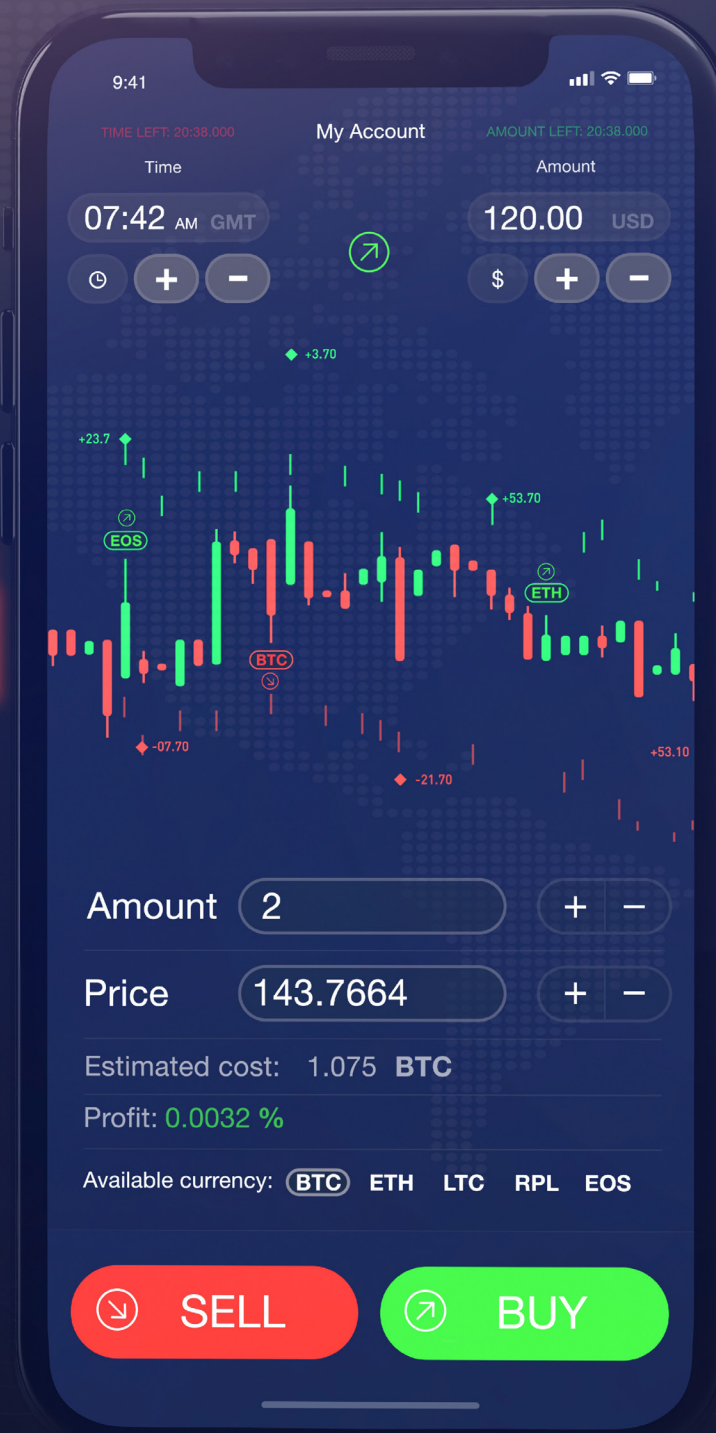 9:41
TIME LEFT: 20:38.000 My Account AMOUNT LEFT: 20:38.000
Time Amount
07:42 AM GMT 120.00 USD
$
+3.70
+23.7
+53.70
EOS
ETH
BTC
-07.70
+53.10
-21.70
Amount 2
Price 143.7664
Estimated cost: 1.075 BTC
Profit: 0.0032 %
Available currency: BTC ETH LTC RPL EOS
SELL BUY